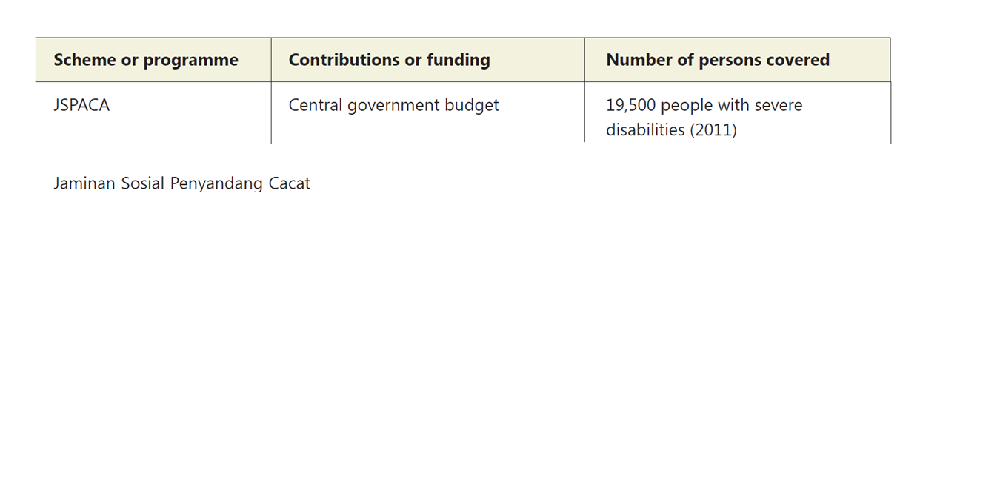 Scheme or programme Contributions or funding Number of persons covered
JSPACA Central government budget 19,500 people with severe
disabilities (2011)
Jaminan Sosial Penyandang Cacat